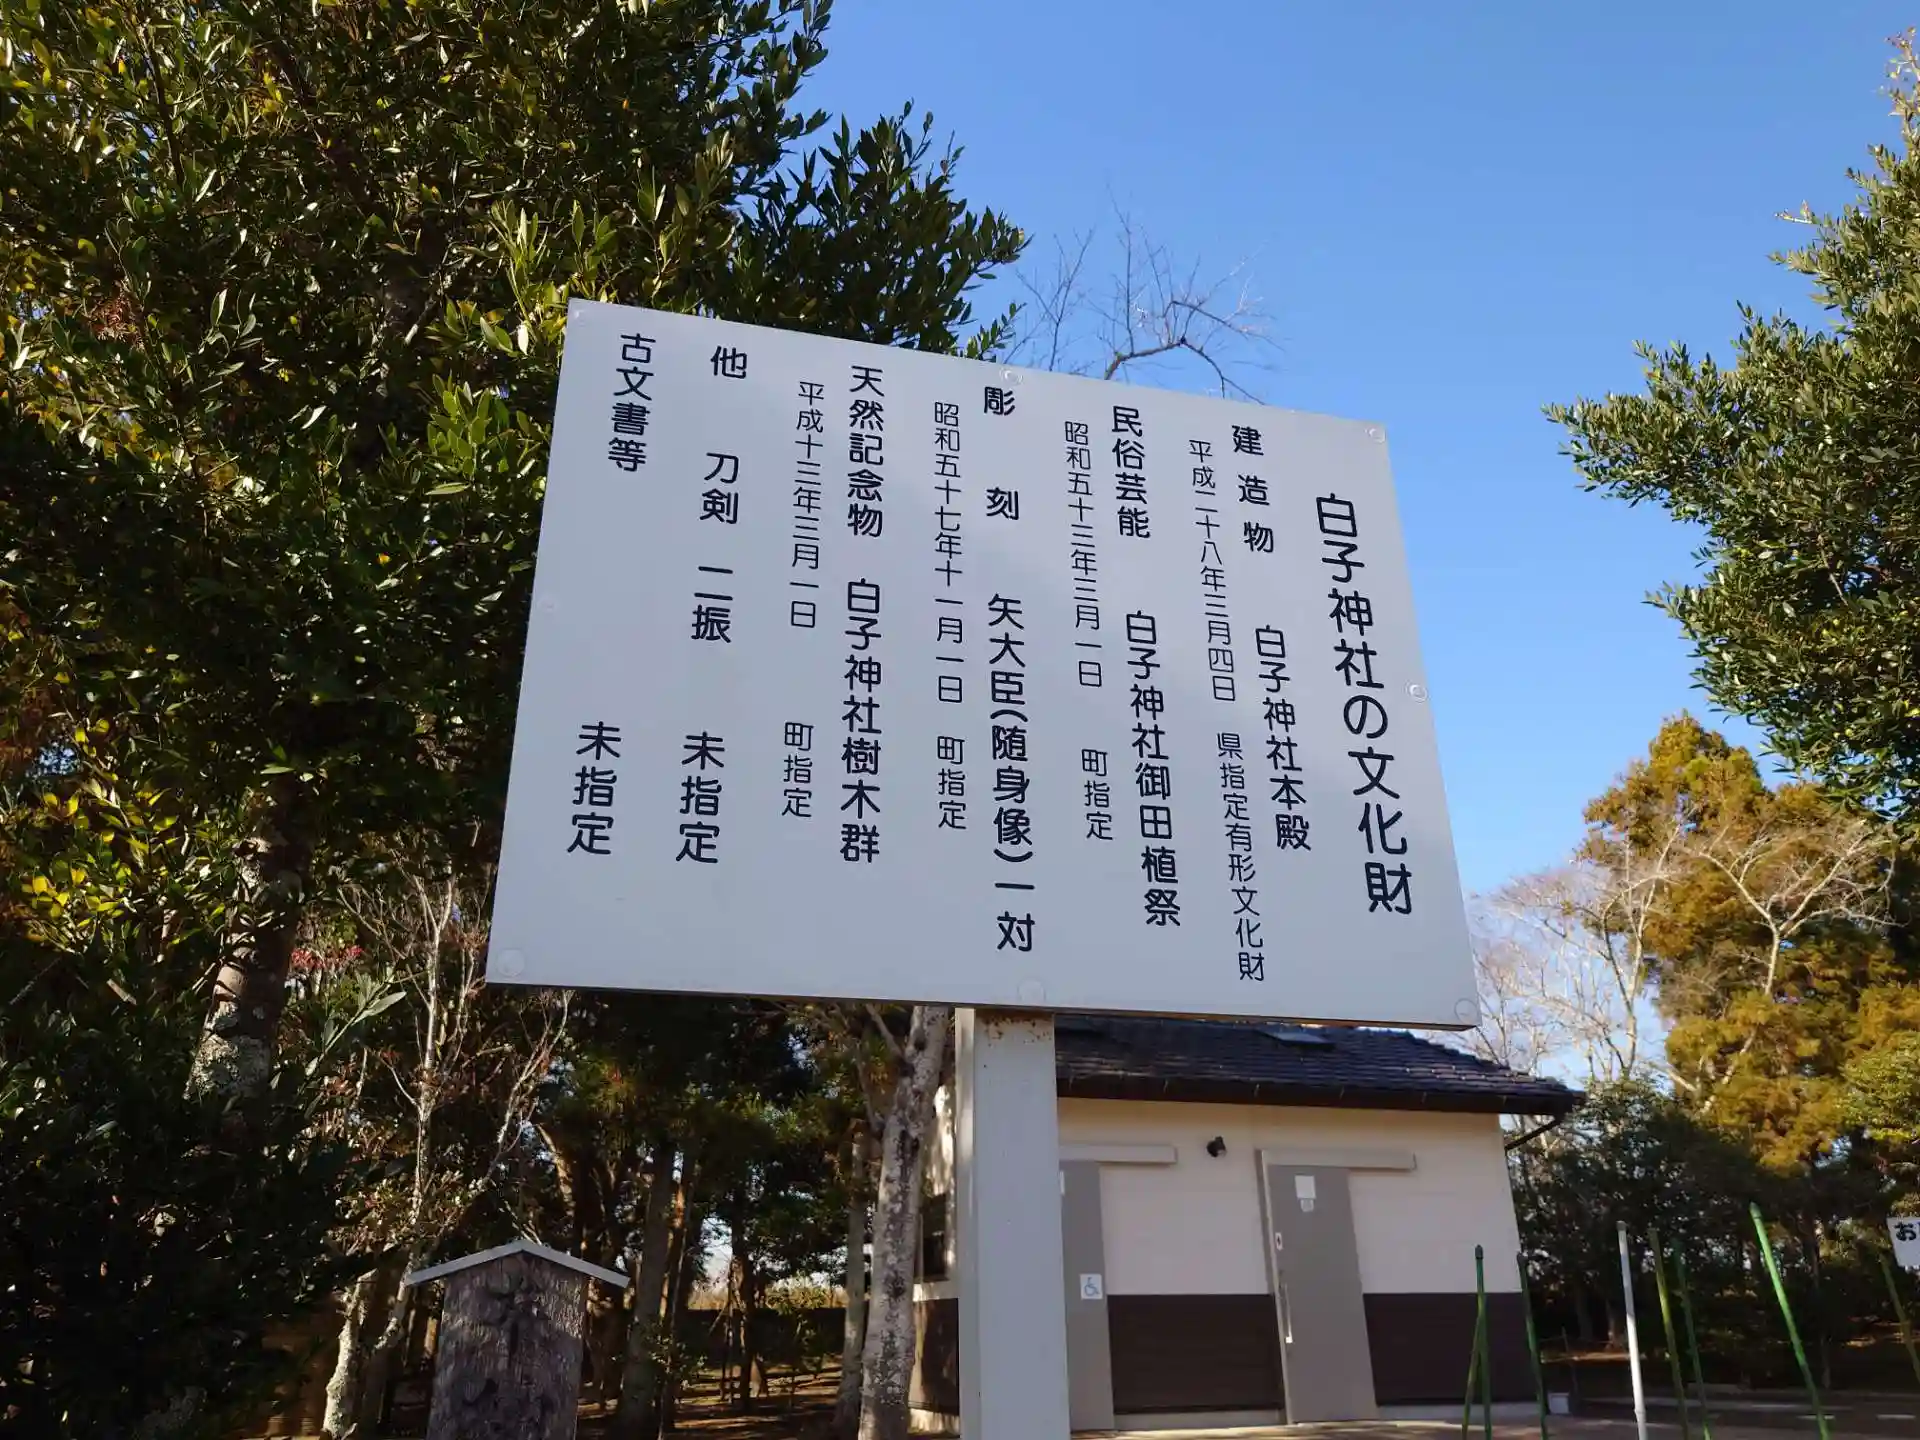 白子神社の文化財
建造物 白子神社本殿
平成二十八年三月四日 県指定有形文化財
民俗芸能 白子神社御田植祭
昭和五十三年三月一日 町指定
彫刻 矢大臣(随身像)一対
昭和五十七年十一月一日 町指定
天然記念物 白子神社樹木群
平成十三年三月一日 町指定
他 刀剣 二振 未指定
古文書等 未指定